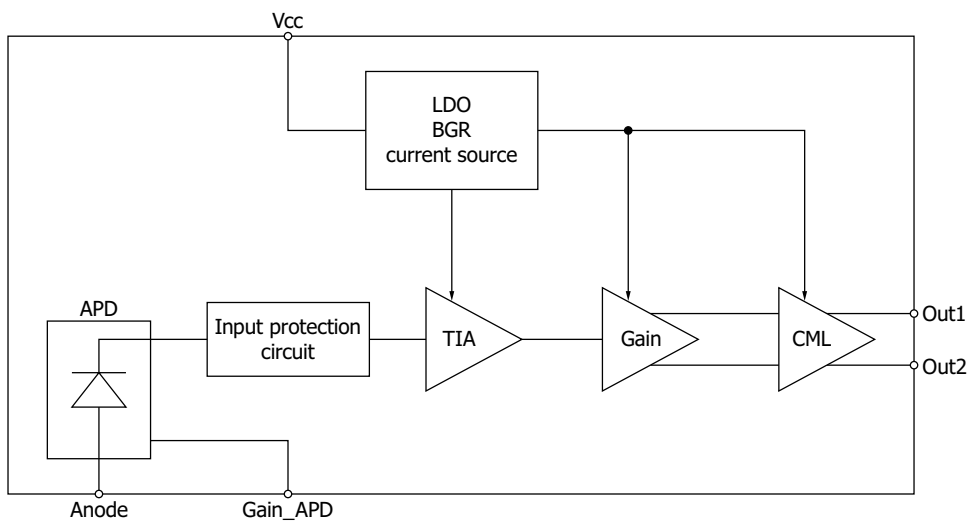 Vcc
LDO
BGR
current source
APD
Input protection
circuit
TIA
Gain
CML
Out1
Out2
Anode
Gain_APD